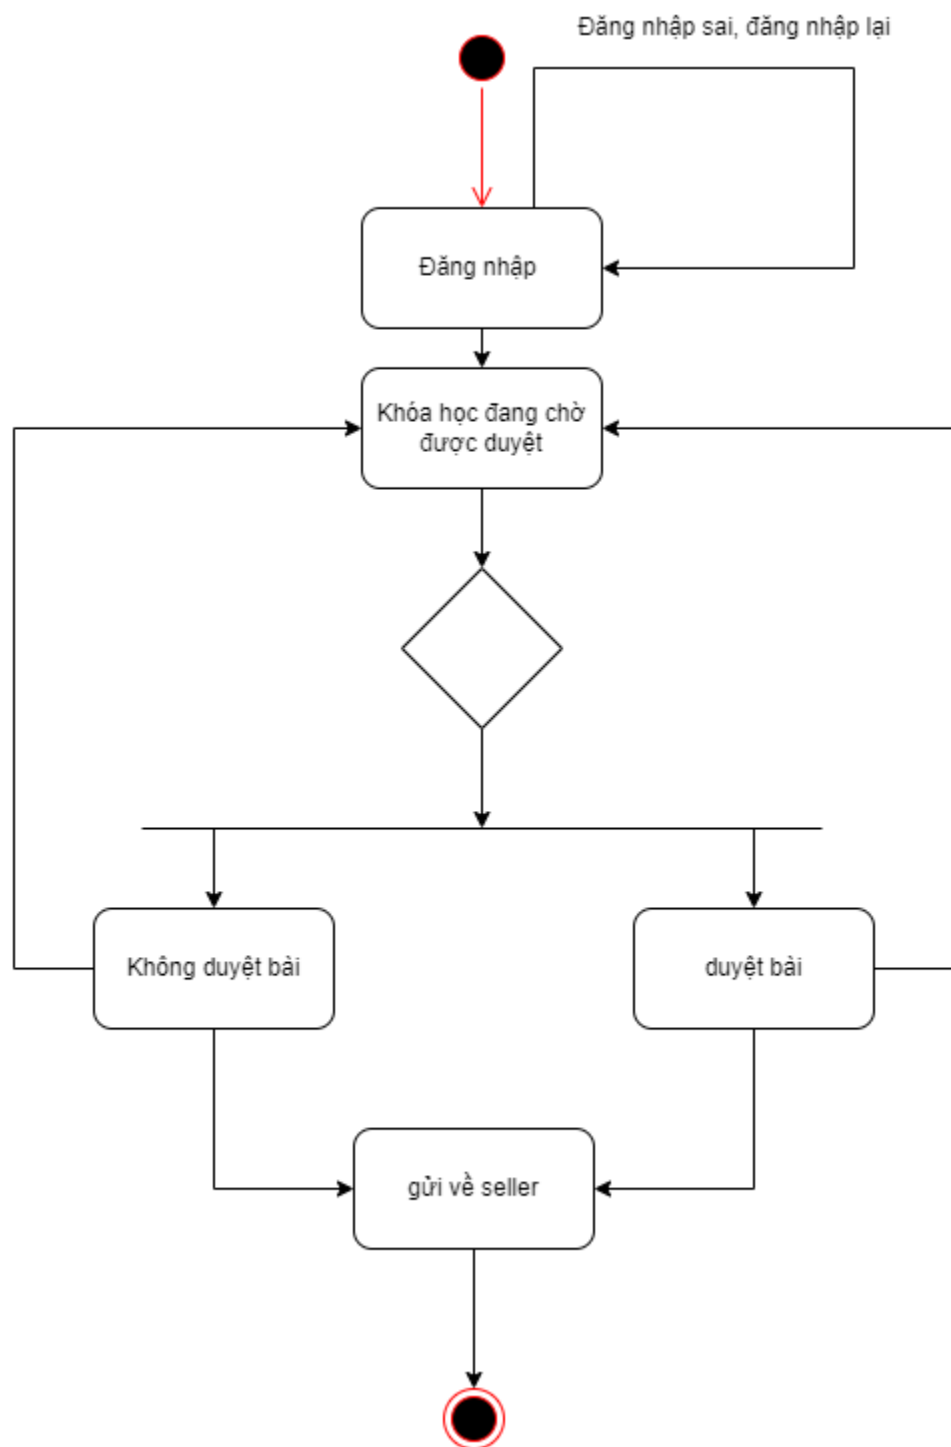 Đăng nhập sai, đăng nhập lại
Đăng nhập
Khóa học đang chờ
được duyệt
Không duyệt bài
duyệt bài
gửi về seller